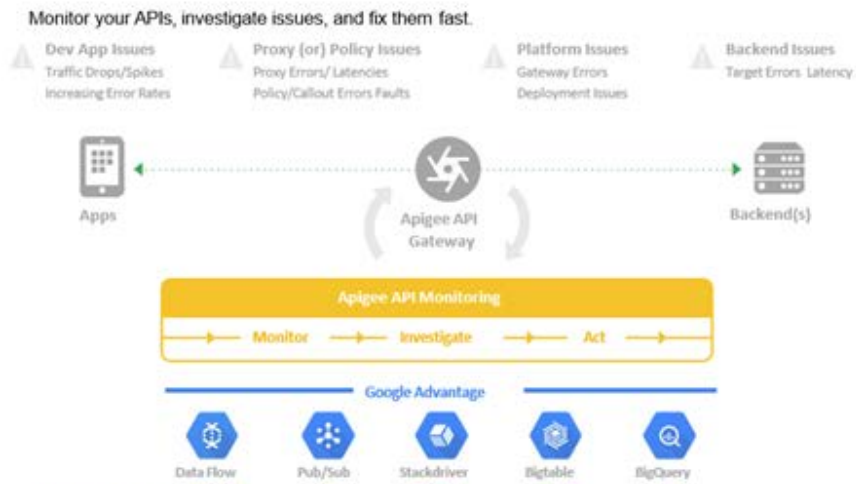 Monitor your APIs, investigate issues, and fix them fast.
Dev App Issues
Traffic Drops/Spikes
Increasing Error Rates
Proxy (or) Policy Issues
Proxy Errors/ Latencies
Policy/Callout Errors Faults
Platform Issues
Gateway Errors
Deployment Issues
Backend Issues
Target Errors Latency
Apps
Apigee API
Gateway
Backend(s)
Apigee API Monitoring
Monitor
Investigate
Act
Google Advantage
Data Flow
Pub/Sub
Stackdriver
Bigtable
BigQuery